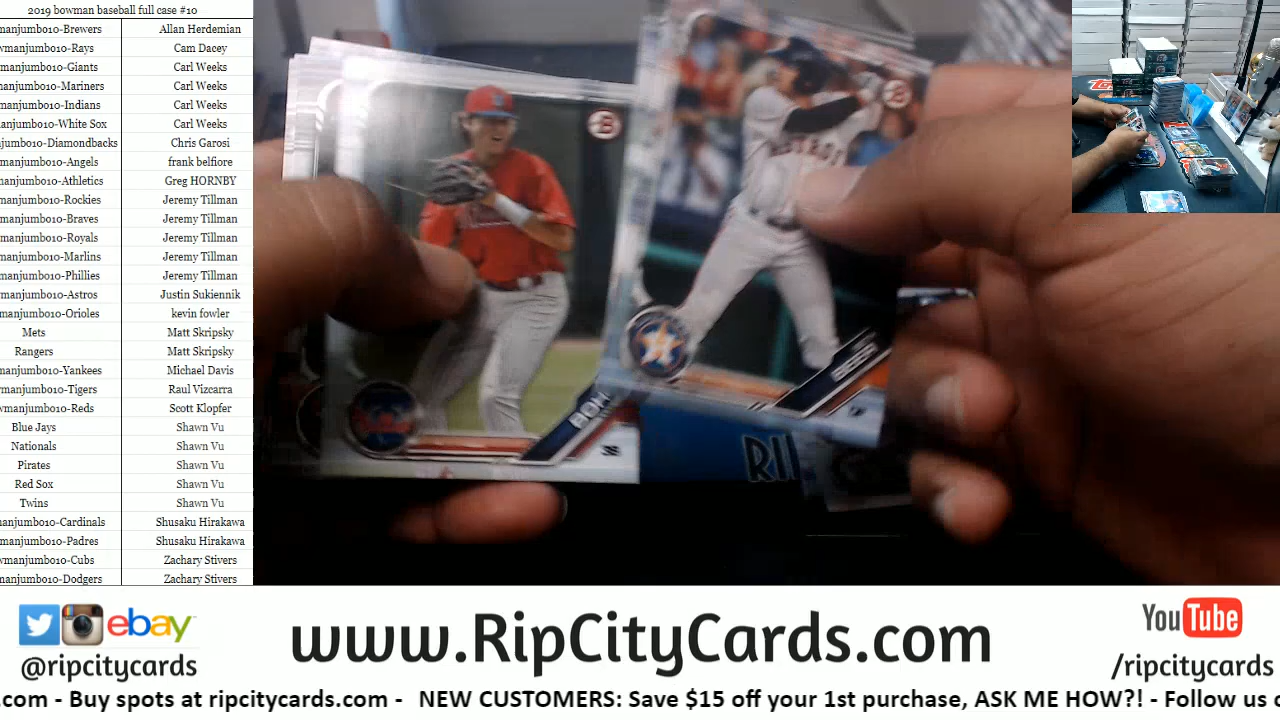 2019 bowman baseball full case #10
manjumbo10-Brewers Allan Herdemian
wmanjumbo10-Rays Cam Dacey
manjumbo10-Giants Carl Weeks
manjumbo10-Mariners Carl Weeks
manjumbo10-Indians Carl Weeks
manjumbo10-White Sox Carl Weeks
njumbo10-Diamondbacks Chris Garosi
manjumbo10-Angels frank belfiore
manjumbo10-Athletics Greg HORNBY
manjumbo10-Rockies Jeremy Tillman
manjumbo10-Braves Jeremy Tillman
manjumbo10-Royals Jeremy Tillman
manjumbo10-Marlins Jeremy Tillman
manjumbo10-Phillies Jeremy Tillman
manjumbo10-Astros Justin Sukiennik
manjumbo10-Orioles kevin fowler
Mets Matt Skripsky
Rangers Matt Skripsky
manjumbo10-Yankees Michael Davis
manjumbo10-Tigers Raul Vizcarra
wmanjumbo10-Reds Scott Klopfer
Blue Jays Shawn Vu
Nationals Shawn Vu
Pirates Shawn Vu
Red Sox Shawn Vu
Twins Shawn Vu
manjumbo10-Cardinals Shusaku Hirakawa
manjumbo10-Padres Shusaku Hirakawa
wmanjumbo10-Cubs Zachary Stivers
manjumbo10-Dodgers Zachary Stivers
BOH
ebay
@ripcitycards
www.RipCityCards.com
YouTube
/ripcitycards
.com - Buy spots at ripcitycards.com - NEW CUSTOMERS: Save $15 off your 1st purchase, ASK ME HOW?! - Follow us